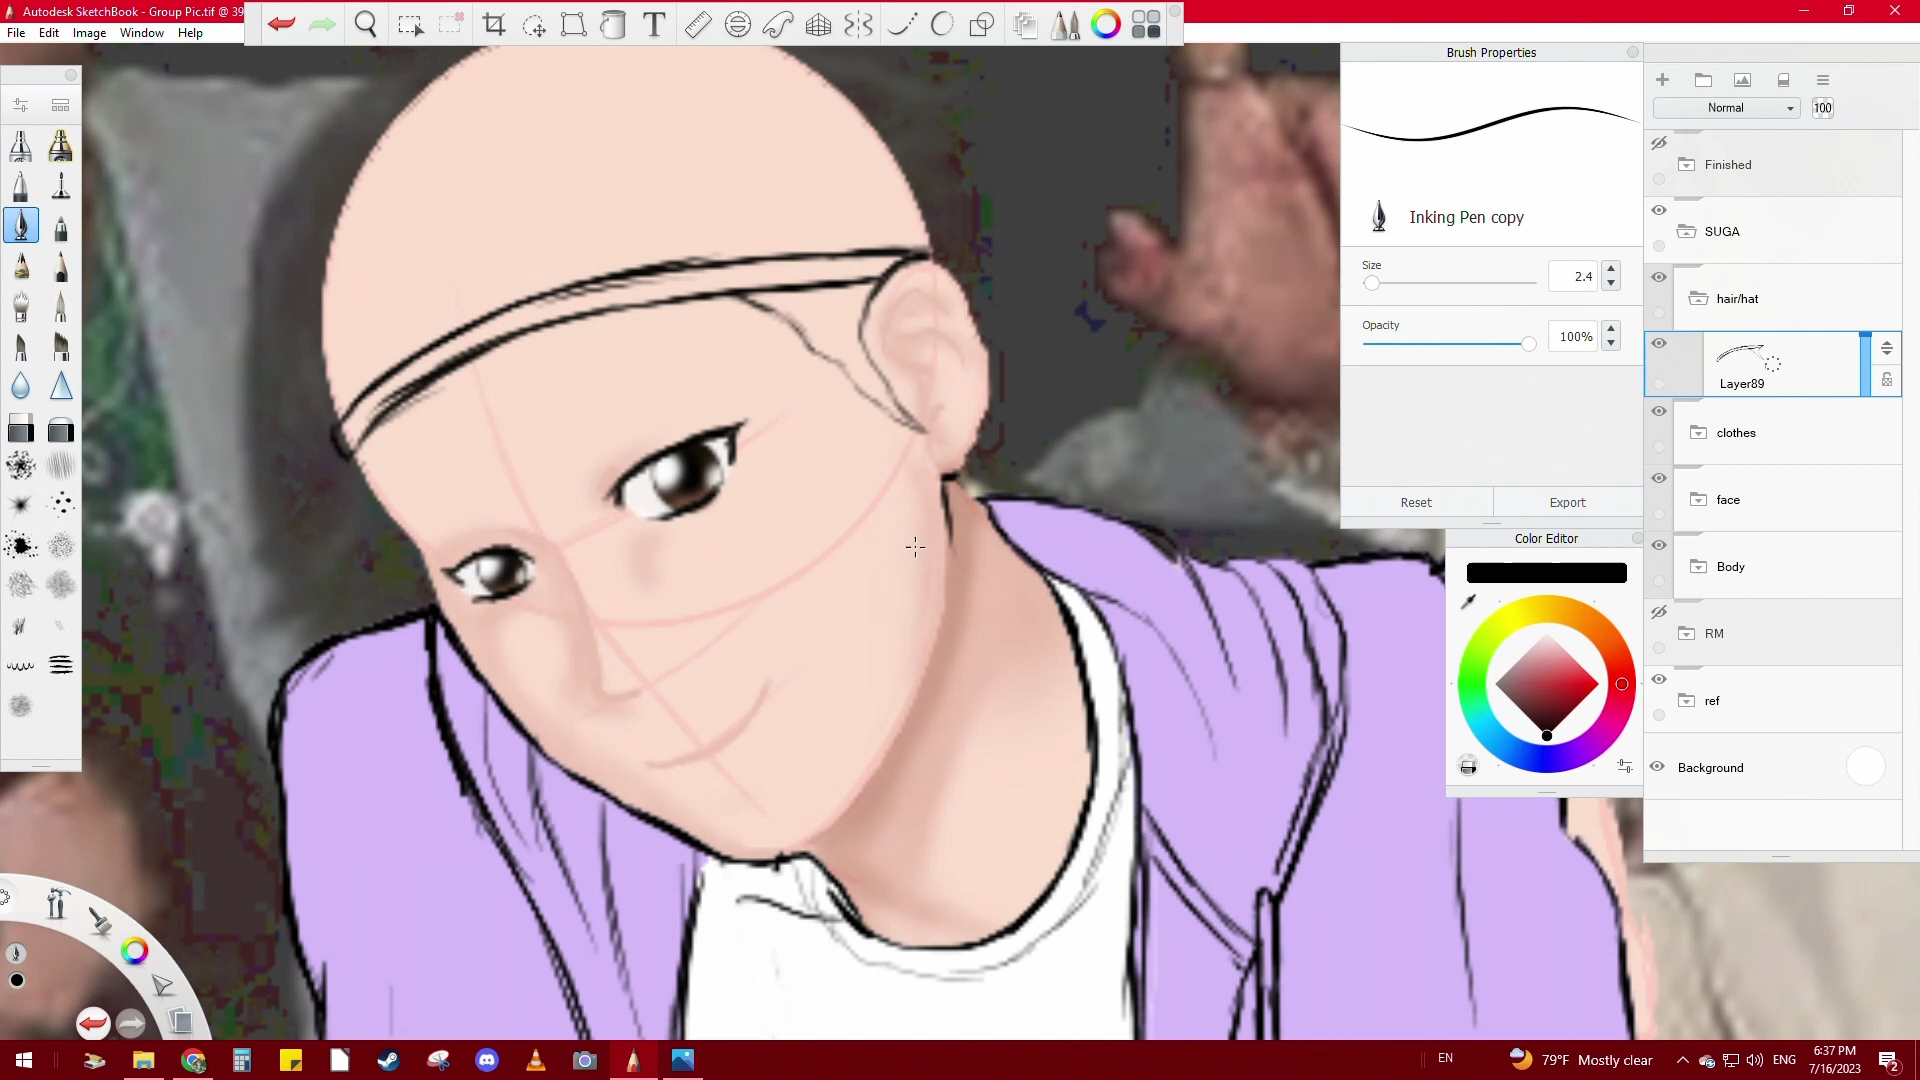 Autodesk SketchBook - Group Pic.tif @ 39
File Edit Image Window Help
T
Brush Properties
Inking Pen copy
Size
2.4
Opacity
100%
Reset
Export
Color Editor
Normal
100
Finished
SUGA
hair/hat
Layer89
clothes
face
Body
RM
ref
Background
EN
79°F Mostly clear
ENG
6:37 PM
7/16/2023
2